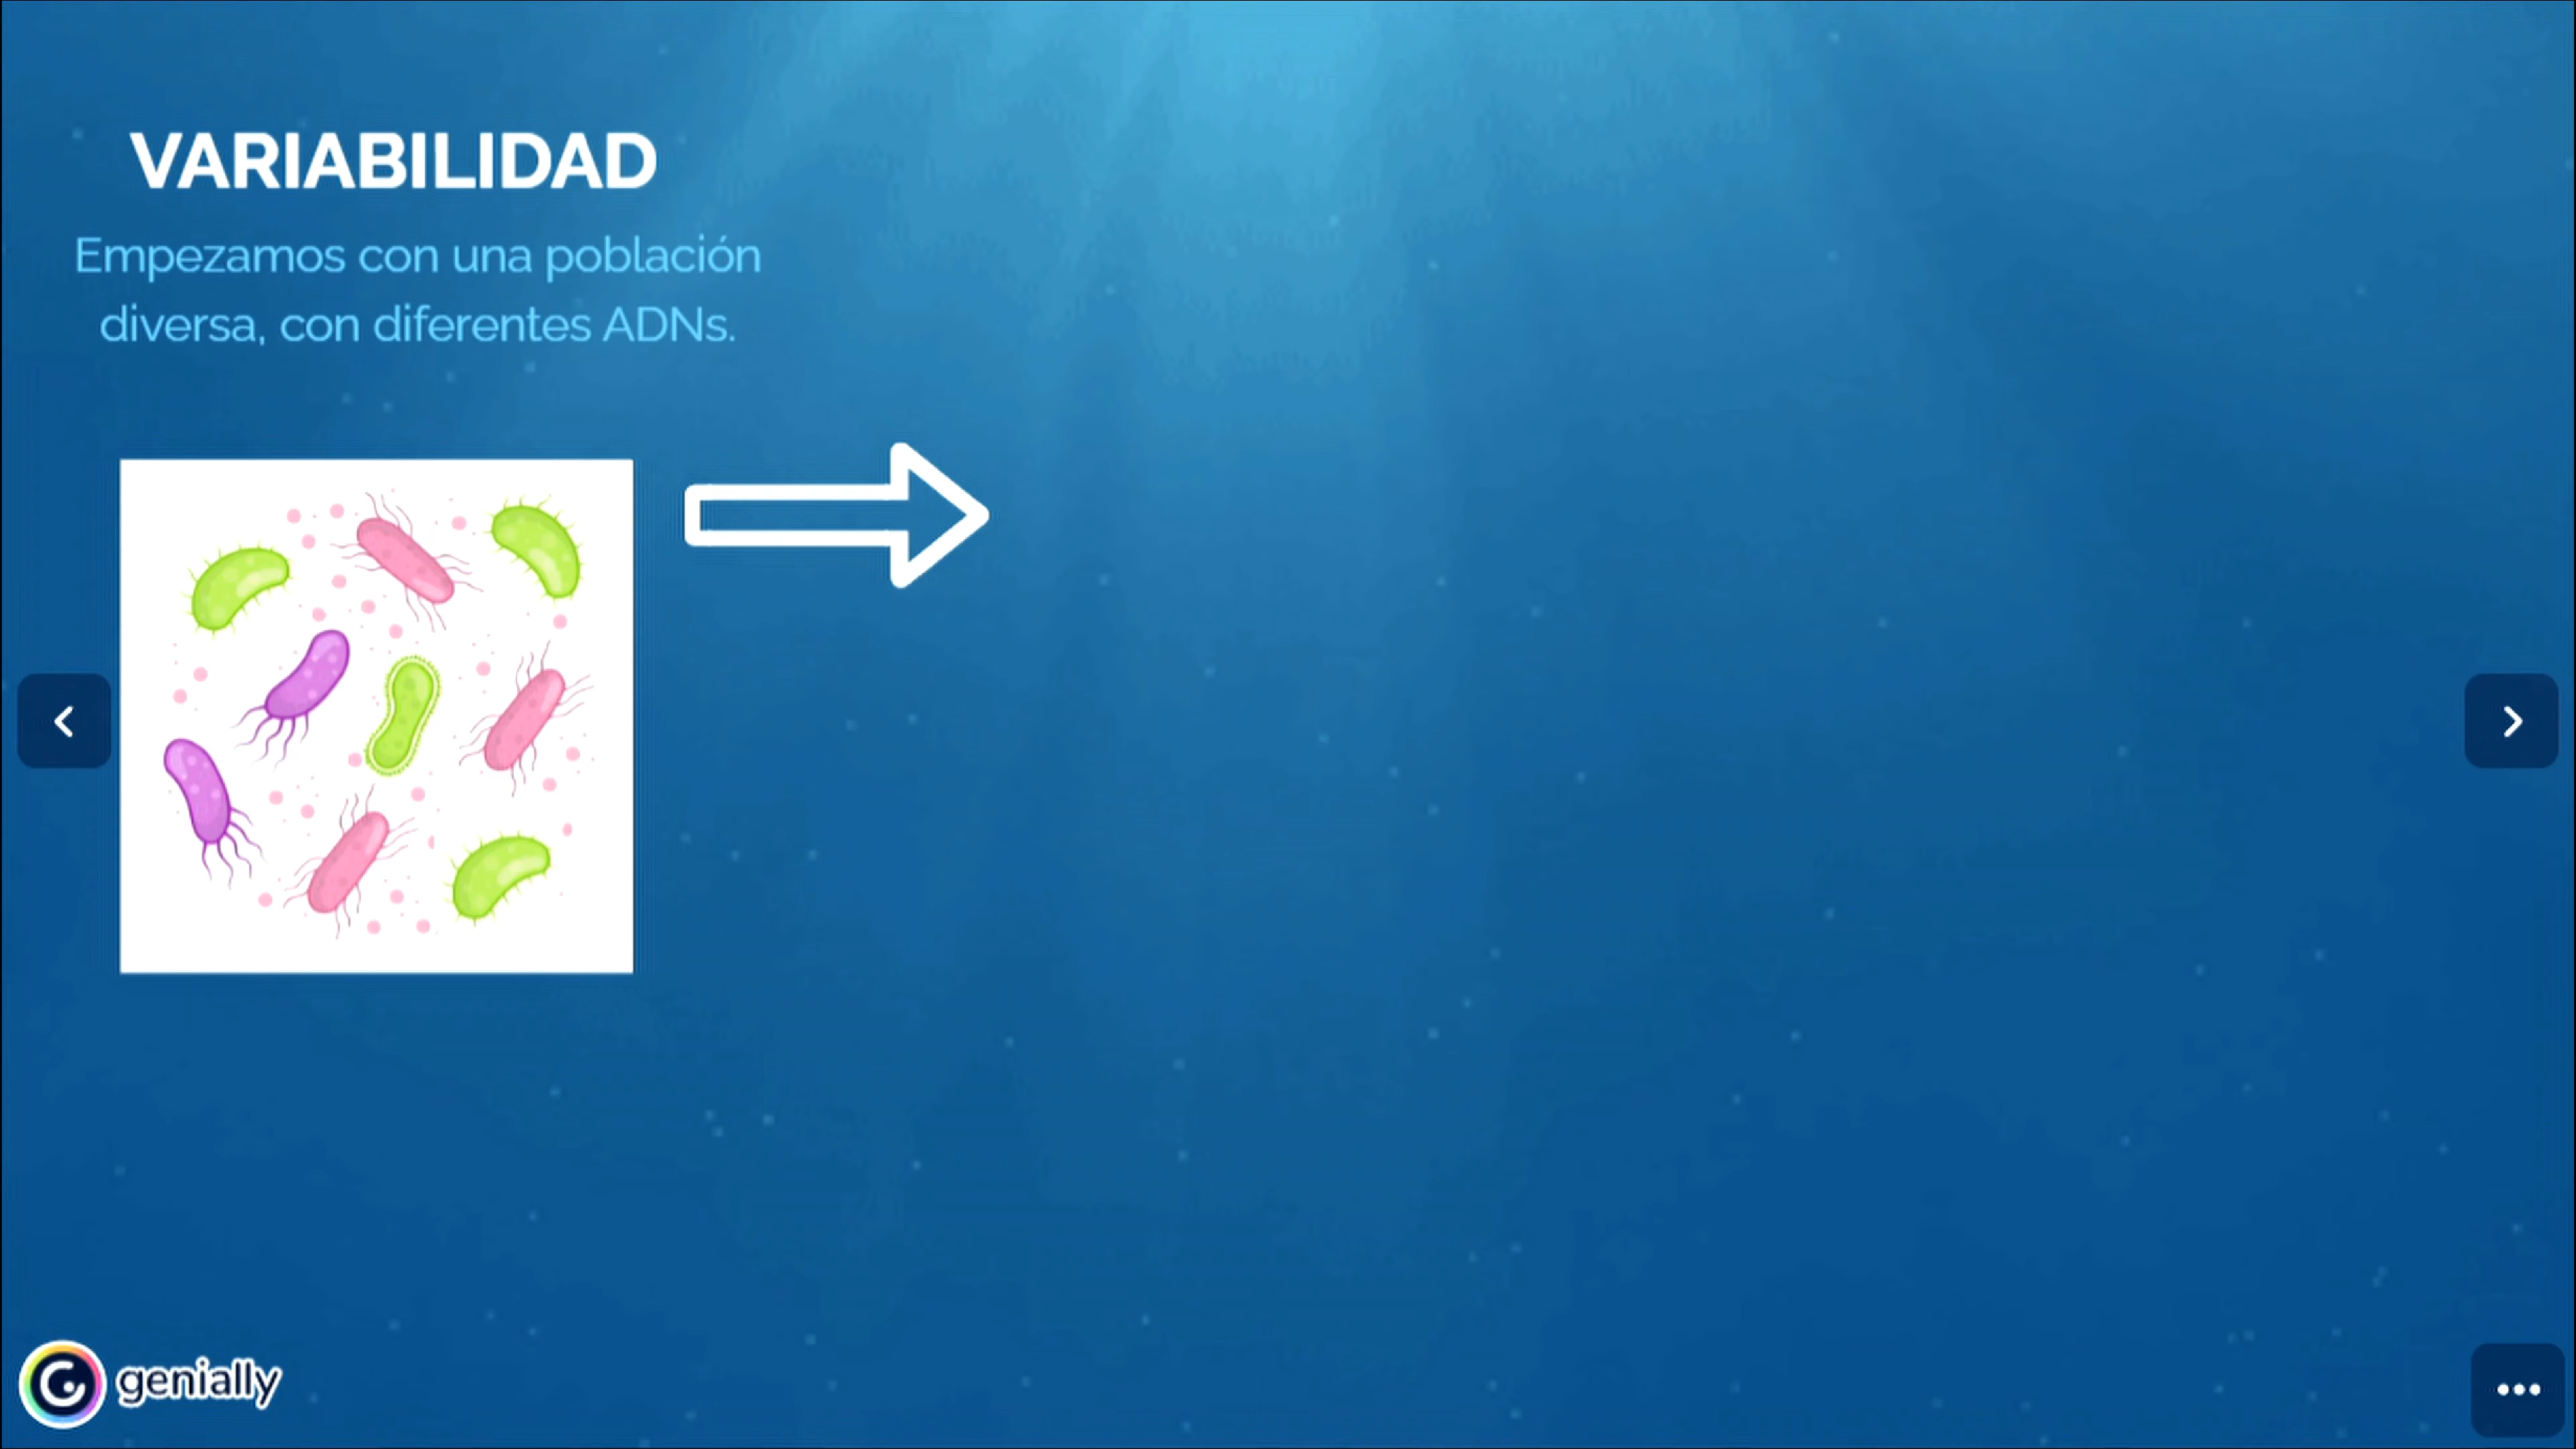 VARIABILIDAD
Empezamos con una población
diversa, con diferentes ADNs.
genially